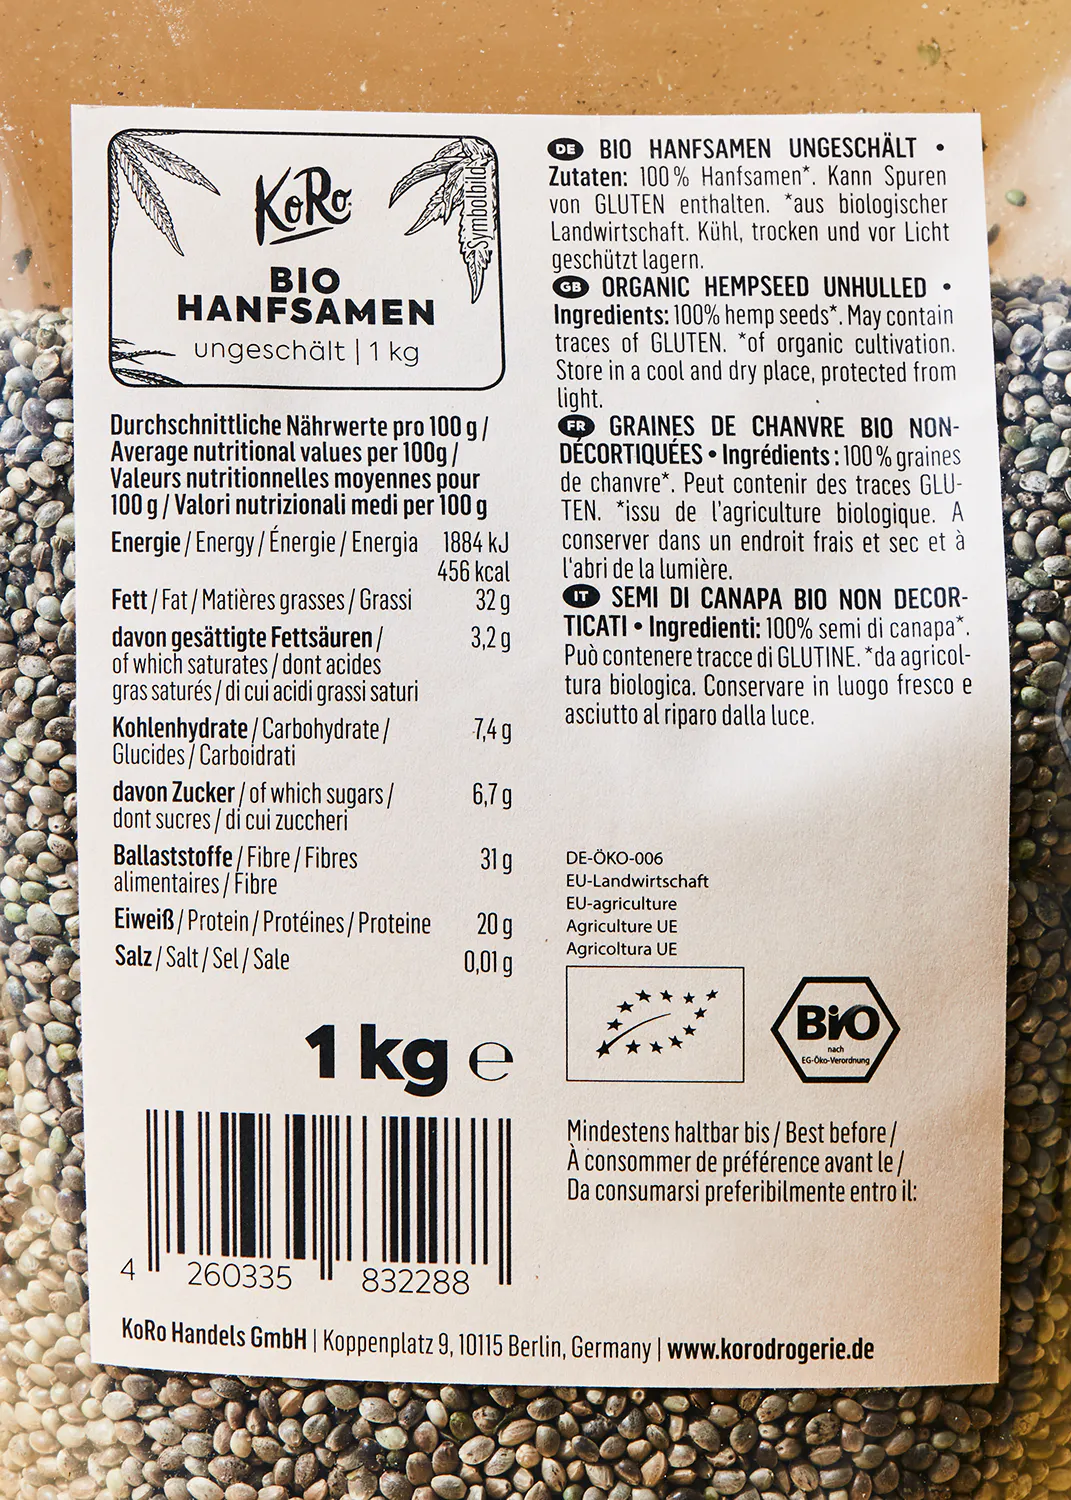 KoRo
Symbolbild
BIO
HANFSAMEN
ungeschält | 1 kg
Durchschnittliche Nährwerte pro 100 g /
Average nutritional values per 100g /
Valeurs nutritionnelles moyennes pour
100 g / Valori nutrizionali medi per 100 g
Energie / Energy / Énergie / Energia 1884 kJ
456 kcal
Fett / Fat / Matières grasses / Grassi 32 g
davon gesättigte Fettsäuren / 3,2 g
of which saturates / dont acides
gras saturés / di cui acidi grassi saturi
Kohlenhydrate / Carbohydrate / 7,4 g
Glucides / Carboidrati
davon Zucker / of which sugars / 6,7 g
dont sucres / di cui zuccheri
Ballaststoffe / Fibre / Fibres 31 g
alimentaires / Fibre
Eiweiß / Protein / Protéines / Proteine 20 g
Salz / Salt / Sel / Sale 0,01 g
1 kg e
4 260335 832288
DE BIO HANFSAMEN UNGESCHÄLT •
Zutaten: 100 % Hanfsamen*. Kann Spuren
von GLUTEN enthalten. *aus biologischer
Landwirtschaft. Kühl, trocken und vor Licht
geschützt lagern.
GB ORGANIC HEMPSEED UNHULLED •
Ingredients: 100% hemp seeds*. May contain
traces of GLUTEN. *of organic cultivation.
Store in a cool and dry place, protected from
light.
FR GRAINES DE CHANVRE BIO NON-
DÉCORTIQUÉES • Ingrédients : 100 % graines
de chanvre*. Peut contenir des traces GLU-
TEN. *issu de l'agriculture biologique. A
conserver dans un endroit frais et sec et à
l'abri de la lumière.
IT SEMI DI CANAPA BIO NON DECOR-
TICATI • Ingredienti: 100% semi di canapa*.
Può contenere tracce di GLUTINE. *da agricol-
tura biologica. Conservare in luogo fresco e
asciutto al riparo dalla luce.
DE-ÖKO-006
EU-Landwirtschaft
EU-agriculture
Agriculture UE
Agricoltura UE
BIO
nach
EG-Öko-Verordnung
Mindestens haltbar bis / Best before /
À consommer de préférence avant le /
Da consumarsi preferibilmente entro il:
KoRo Handels GmbH | Koppenplatz 9, 10115 Berlin, Germany | www.korodrogerie.de